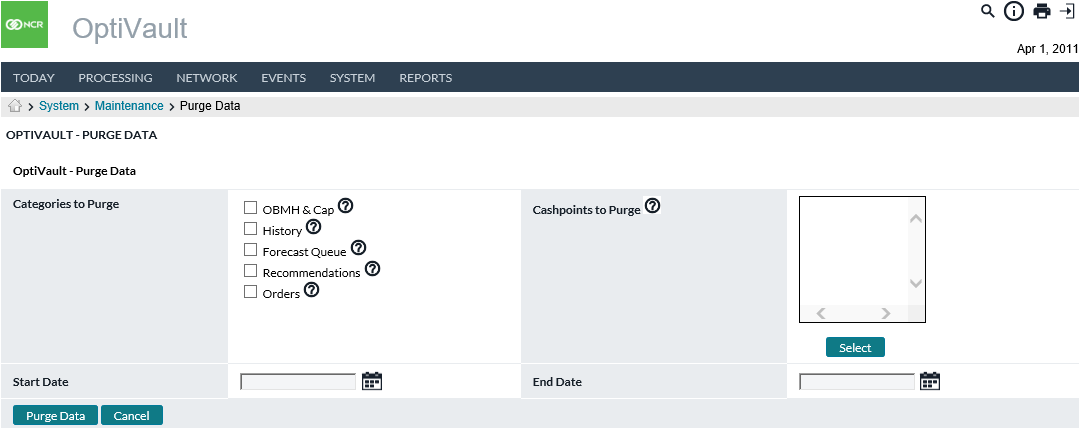 NCR
OptiVault
Apr 1, 2011
TODAY PROCESSING NETWORK EVENTS SYSTEM REPORTS
System > Maintenance > Purge Data
OPTIVAULT - PURGE DATA
OptiVault - Purge Data
Categories to Purge
OBMH & Cap ?
History ?
Forecast Queue ?
Recommendations ?
Orders ?
Cashpoints to Purge ?
Select
Start Date
End Date
Purge Data Cancel